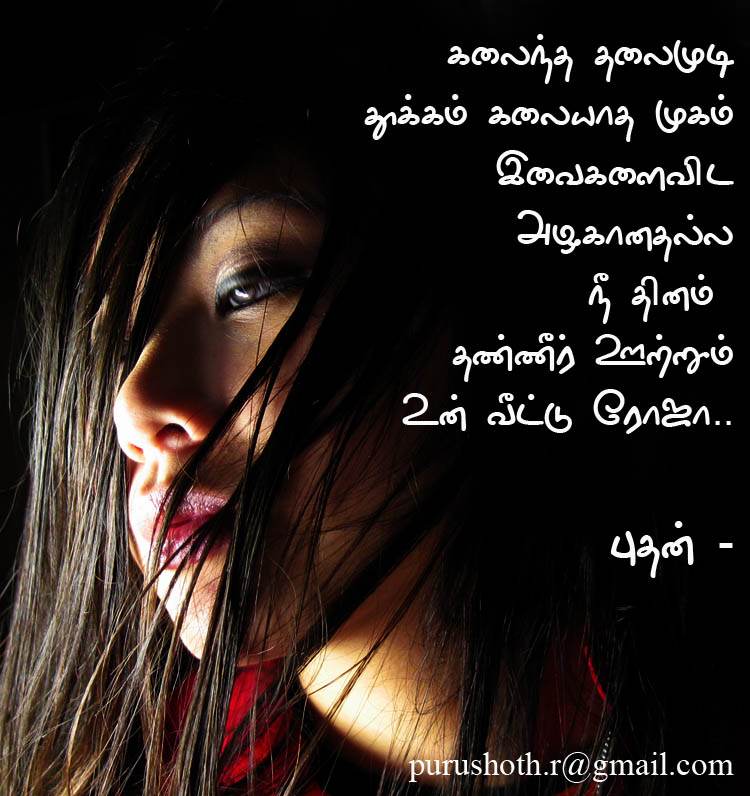 கலைந்த தலைமுடி
தூக்கம் கலையாத முகம்
இவைகளைவிட
அழகானதல்ல
நீ தினம்
தண்ணீர் ஊற்றும்
உன் வீட்டு ரோஜா..
புதன் -
purushoth.r@gmail.com